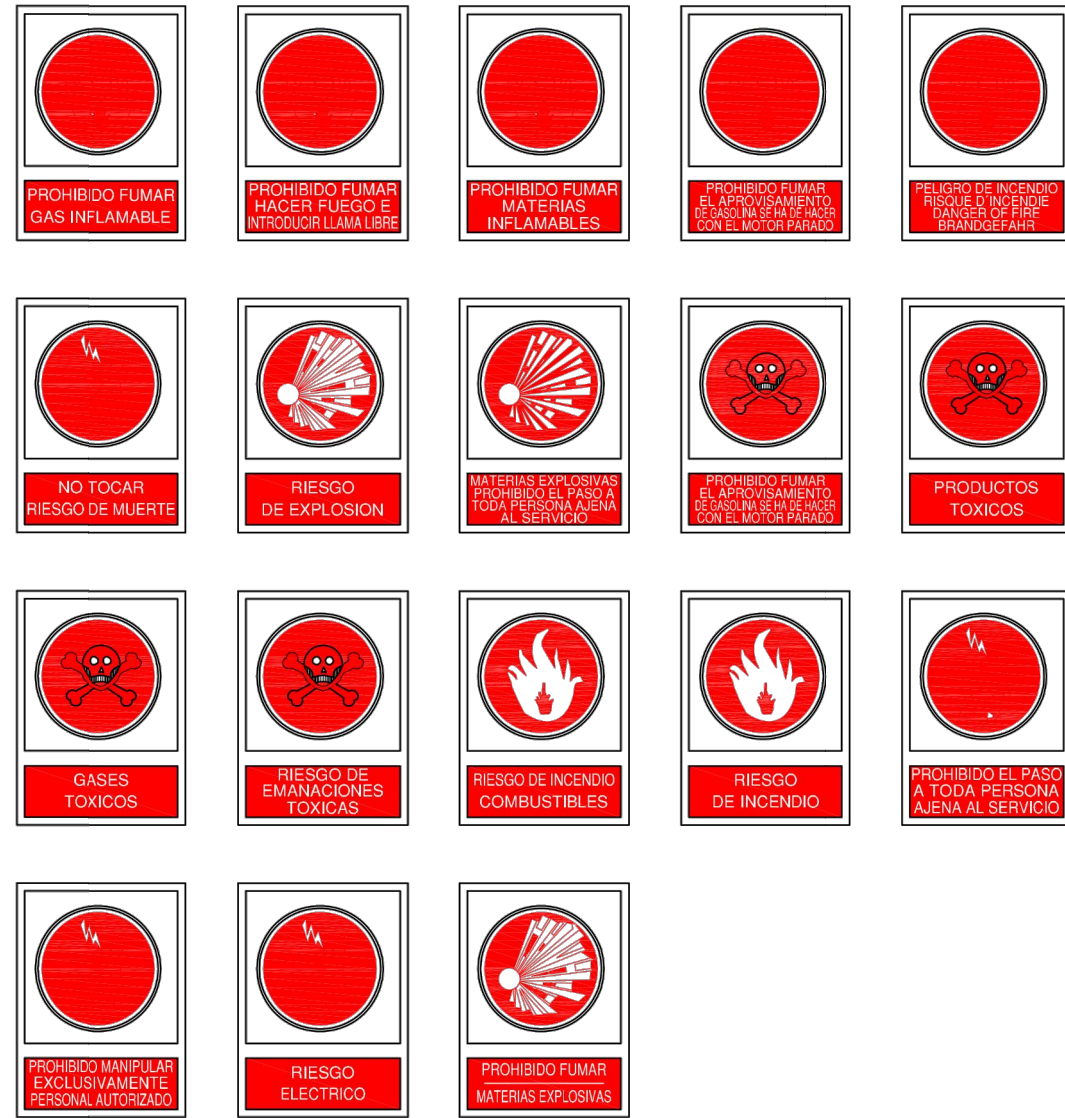 PROHIBIDO FUMAR
GAS INFLAMABLE
PROHIBIDO FUMAR
HACER FUEGO E
INTRODUCIR LLAMA LIBRE
PROHIBIDO FUMAR
MATERIAS
INFLAMABLES
PROHIBIDO FUMAR
EL APROVISAMIENTO
DE GASOLINA SE HA DE HACER
CON EL MOTOR PARADO
PELIGRO DE INCENDIO
RISQUE D´INCENDIE
DANGER OF FIRE
BRANDGEFAHR
NO TOCAR
RIESGO DE MUERTE
RIESGO
DE EXPLOSION
MATERIAS EXPLOSIVAS
PROHIBIDO EL PASO A
TODA PERSONA AJENA
AL SERVICIO
PROHIBIDO FUMAR
EL APROVISAMIENTO
DE GASOLINA SE HA DE HACER
CON EL MOTOR PARADO
PRODUCTOS
TOXICOS
GASES
TOXICOS
RIESGO DE
EMANACIONES
TOXICAS
RIESGO DE INCENDIO
COMBUSTIBLES
RIESGO
DE INCENDIO
PROHIBIDO EL PASO
A TODA PERSONA
AJENA AL SERVICIO
PROHIBIDO MANIPULAR
EXCLUSIVAMENTE
PERSONAL AUTORIZADO
RIESGO
ELECTRICO
PROHIBIDO FUMAR
MATERIAS EXPLOSIVAS